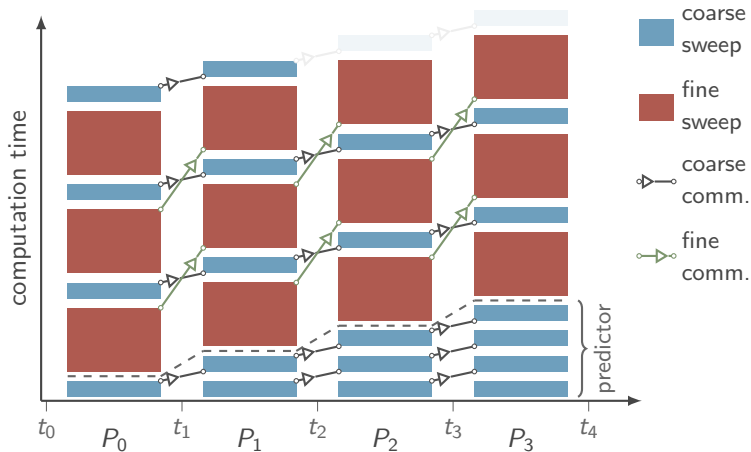 computation time
coarse
sweep
fine
sweep
coarse
comm.
fine
comm.
predictor
t0 P0 t1 P1 t2 P2 t3 P3 t4